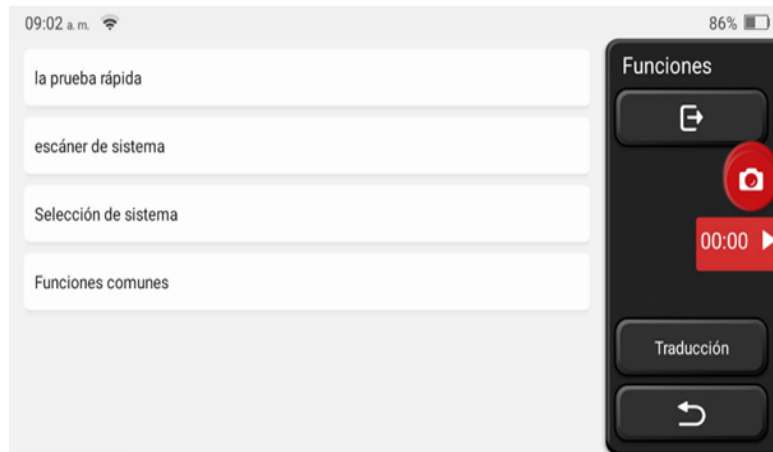 09:02 a. m.
86%
la prueba rápida
escáner de sistema
Selección de sistema
Funciones comunes
Funciones
00:00
Traducción